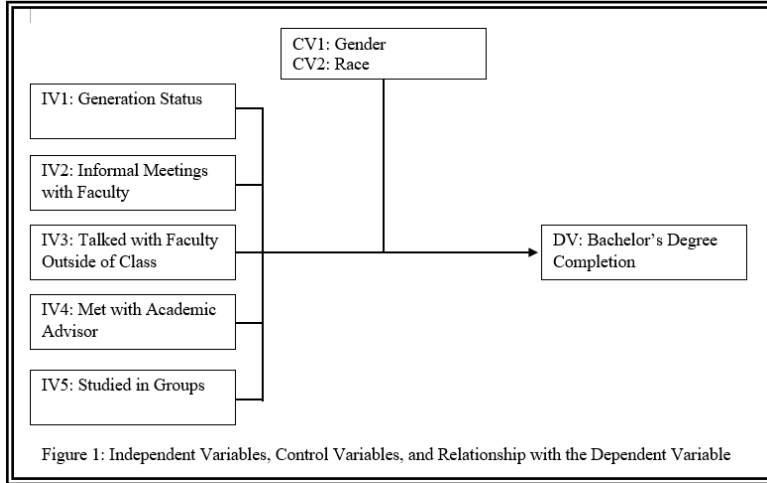 CV1: Gender
CV2: Race
IV1: Generation Status
IV2: Informal Meetings
with Faculty
IV3: Talked with Faculty
Outside of Class
DV: Bachelor’s Degree
Completion
IV4: Met with Academic
Advisor
IV5: Studied in Groups
Figure 1: Independent Variables, Control Variables, and Relationship with the Dependent Variable